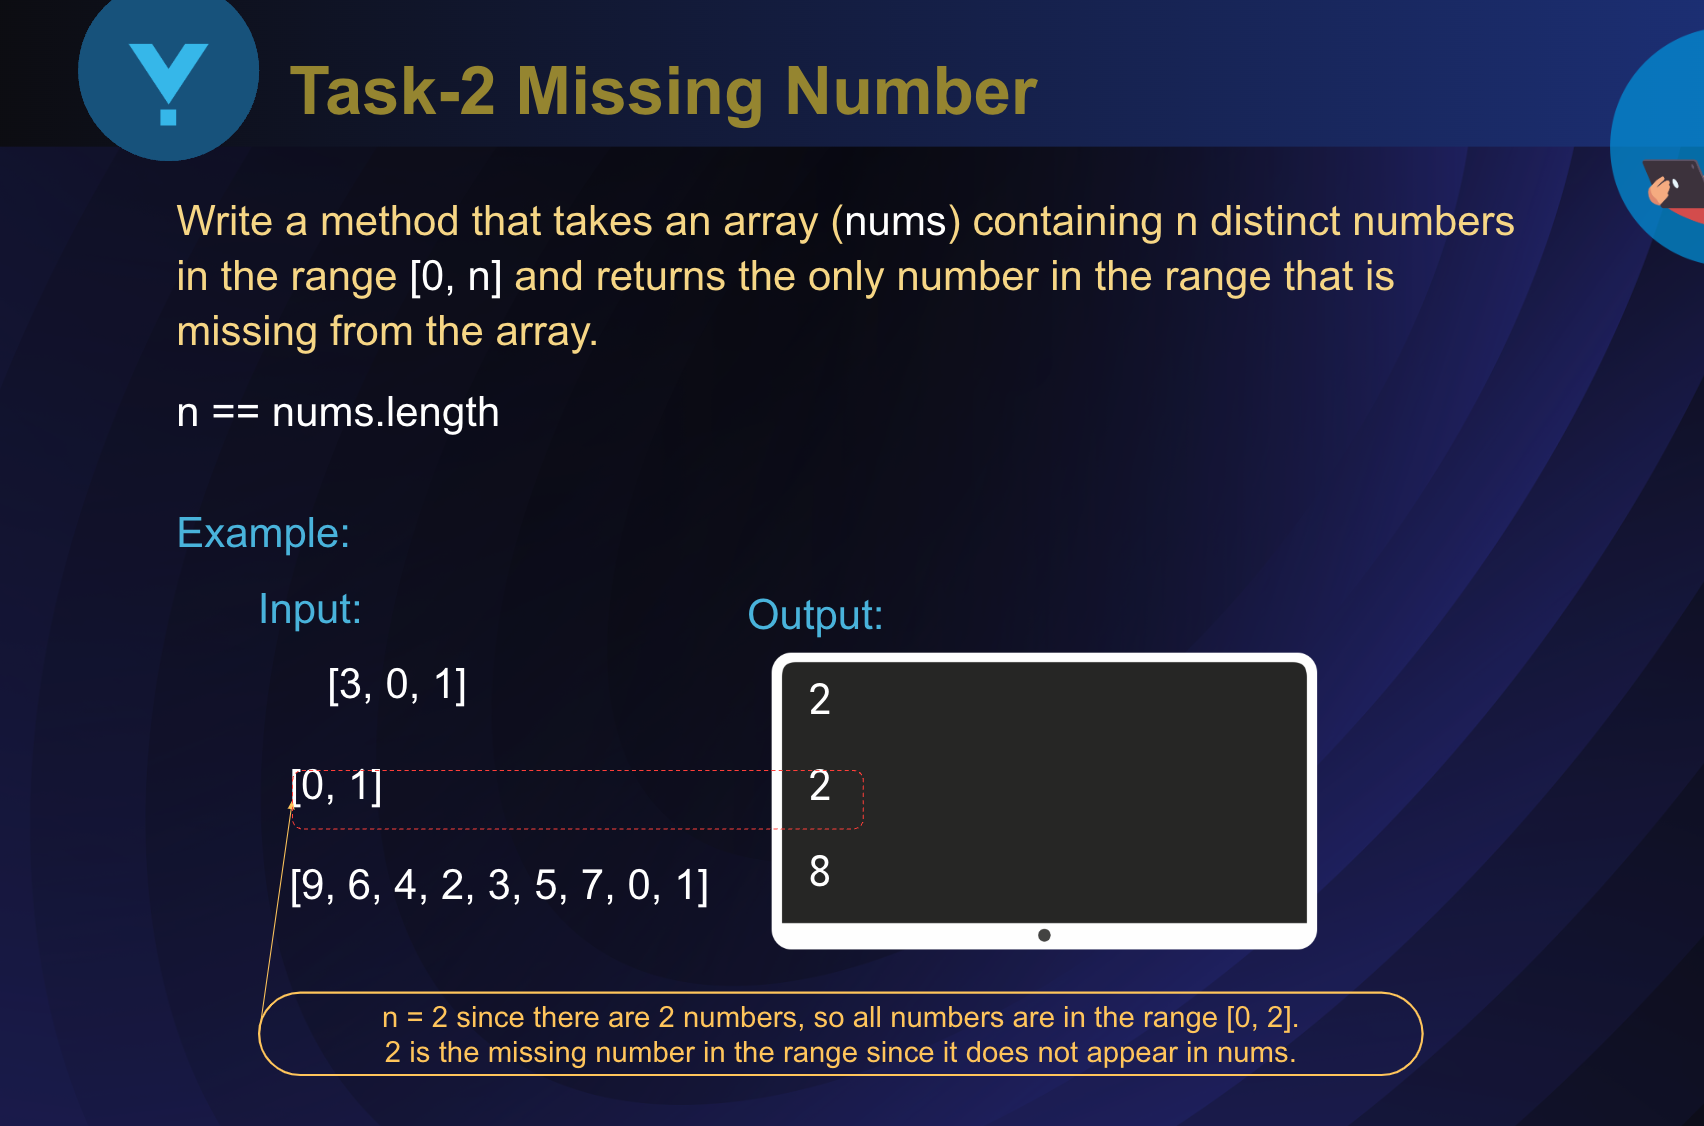 Task-2 Missing Number
Write a method that takes an array (nums) containing n distinct numbers
in the range [0, n] and returns the only number in the range that is
missing from the array.
n == nums.length
Example:
Input:
Output:
[3, 0, 1]
2
[0, 1]
2
[9, 6, 4, 2, 3, 5, 7, 0, 1]
8
n = 2 since there are 2 numbers, so all numbers are in the range [0, 2].
2 is the missing number in the range since it does not appear in nums.